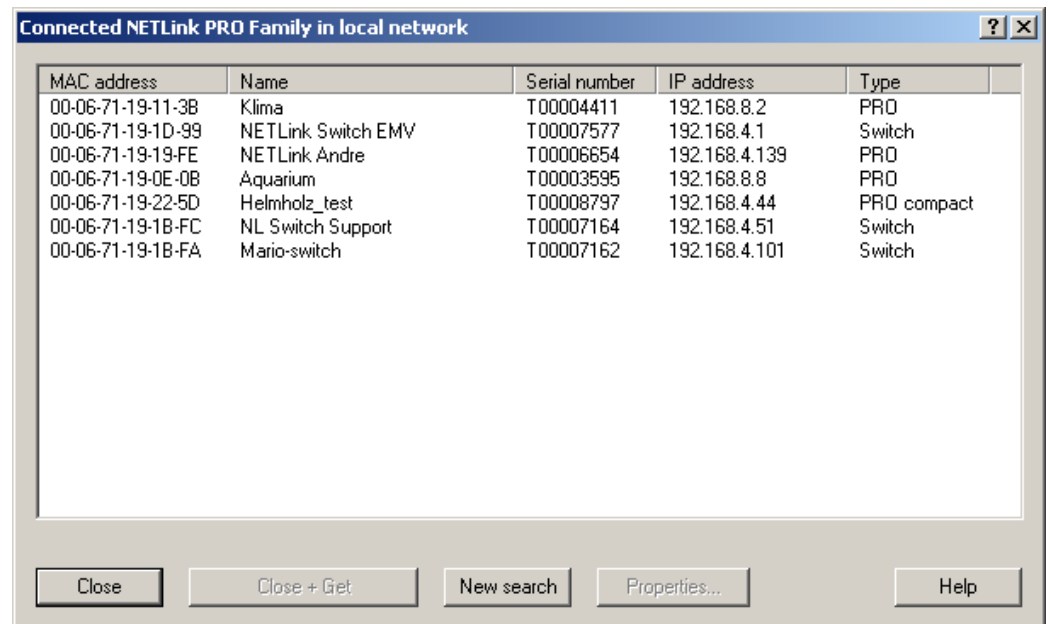 Connected NETLink PRO Family in local network
MAC address Name Serial number IP address Type
00-06-71-19-11-3B Klima T00004411 192.168.8.2 PRO
00-06-71-19-1D-99 NETLink Switch EMV T00007577 192.168.4.1 Switch
00-06-71-19-19-FE NETLink Andre T00006654 192.168.4.139 PRO
00-06-71-19-0E-0B Aquarium T00003595 192.168.8.8 PRO
00-06-71-19-22-5D Helmholz_test T00008797 192.168.4.44 PRO compact
00-06-71-19-1B-FC NL Switch Support T00007164 192.168.4.51 Switch
00-06-71-19-1B-FA Mario-switch T00007162 192.168.4.101 Switch
Close Close + Get New search Properties... Help